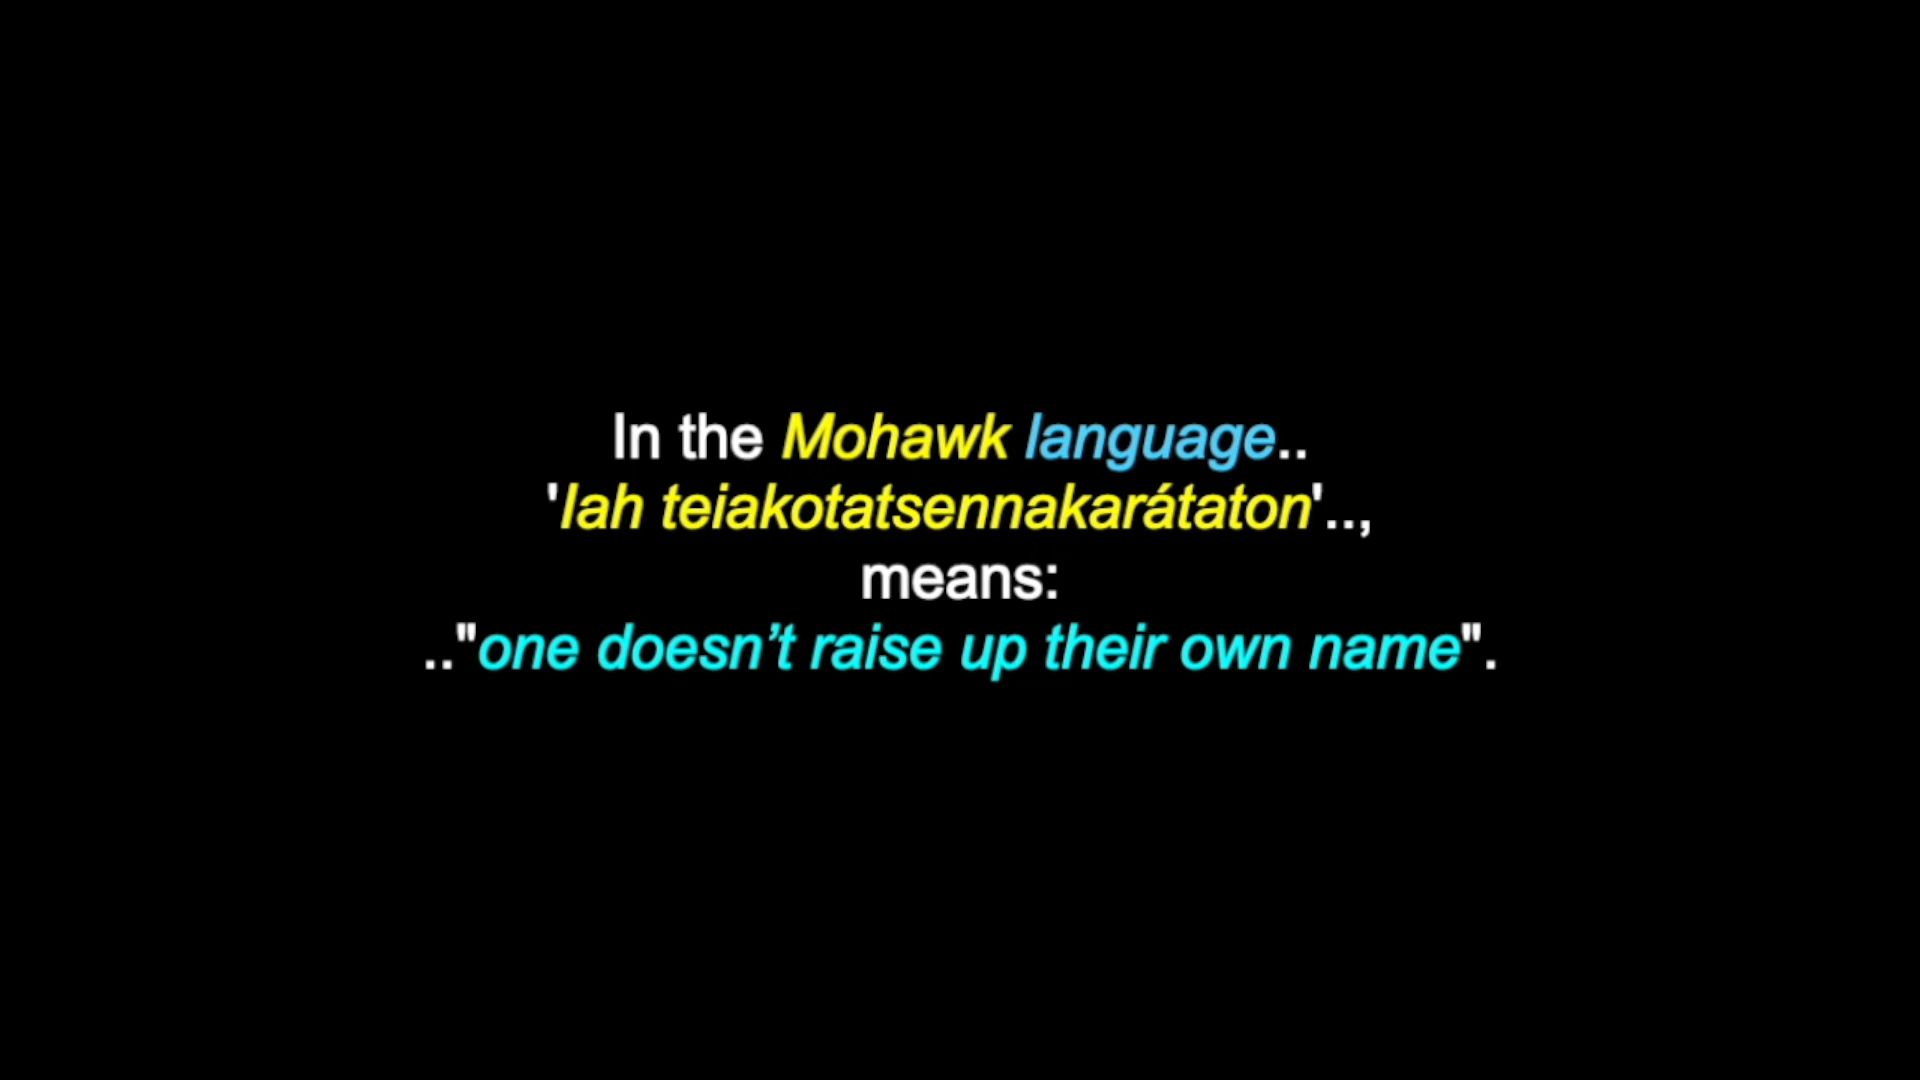 In the Mohawk language..
'Iah teiakotatsennakarátaton'..,
means:
.."one doesn’t raise up their own name".